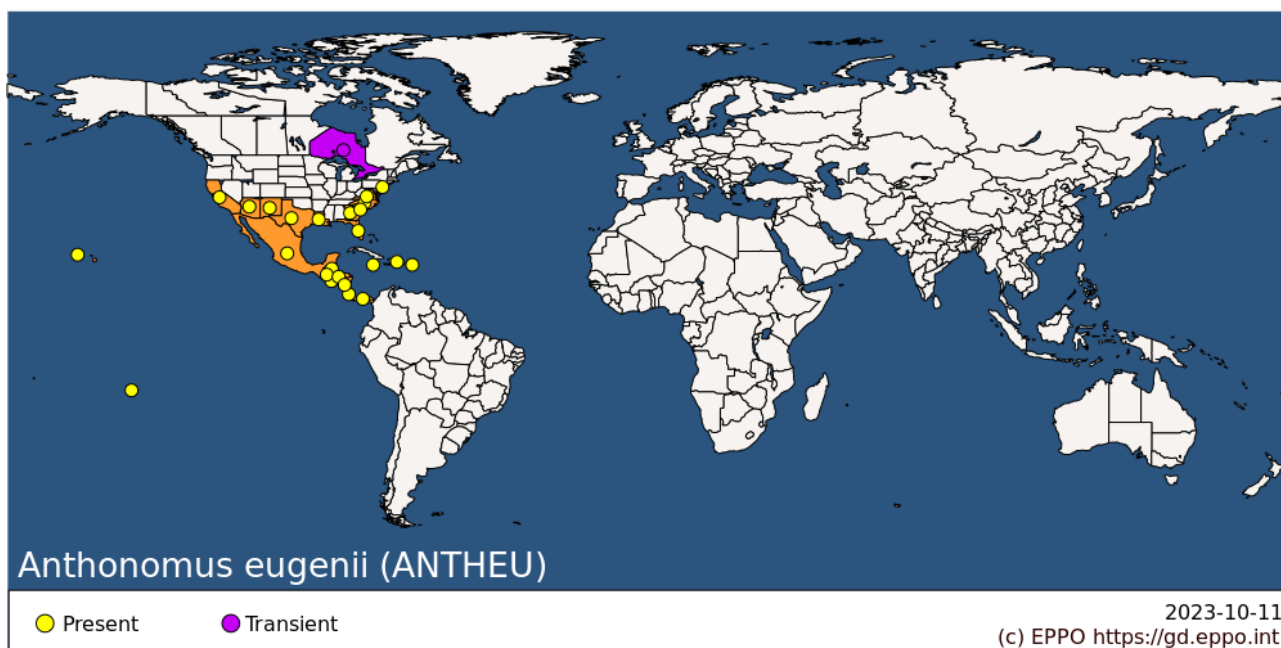 Anthonomus eugenii (ANTHEU)
Present
Transient
2023-10-11
(c) EPPO https://gd.eppo.int